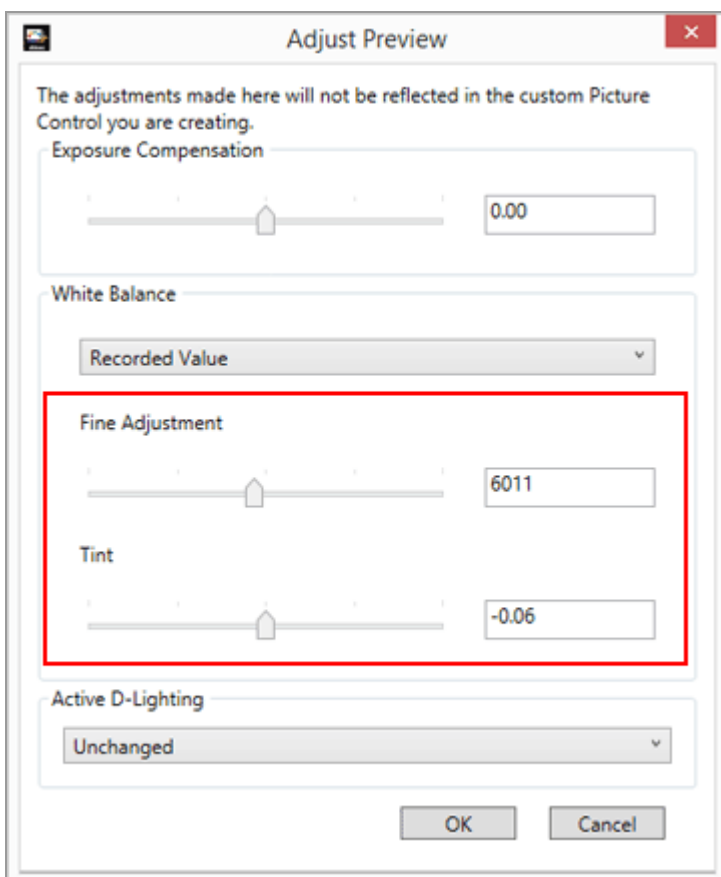 Adjust Preview
The adjustments made here will not be reflected in the custom Picture
Control you are creating.
Exposure Compensation
0.00
White Balance
Recorded Value
Fine Adjustment
6011
Tint
-0.06
Active D-Lighting
Unchanged
OK Cancel